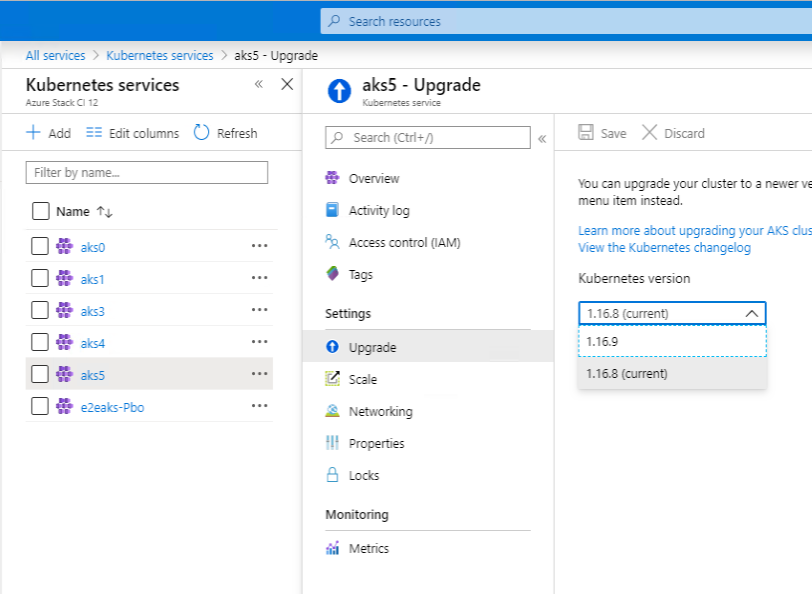 Search resources
All services > Kubernetes services > aks5 - Upgrade
Kubernetes services
Azure Stack CI 12
Add Edit columns Refresh
Filter by name...
Name
aks0
aks1
aks3
aks4
aks5
e2eaks-Pbo
aks5 - Upgrade
Kubernetes service
Search (Ctrl+/)
Overview
Activity log
Access control (IAM)
Tags
Settings
Upgrade
Scale
Networking
Properties
Locks
Monitoring
Metrics
Save Discard
You can upgrade your cluster to a newer ve
menu item instead.
Learn more about upgrading your AKS clus
View the Kubernetes changelog
Kubernetes version
1.16.8 (current)
1.16.9
1.16.8 (current)